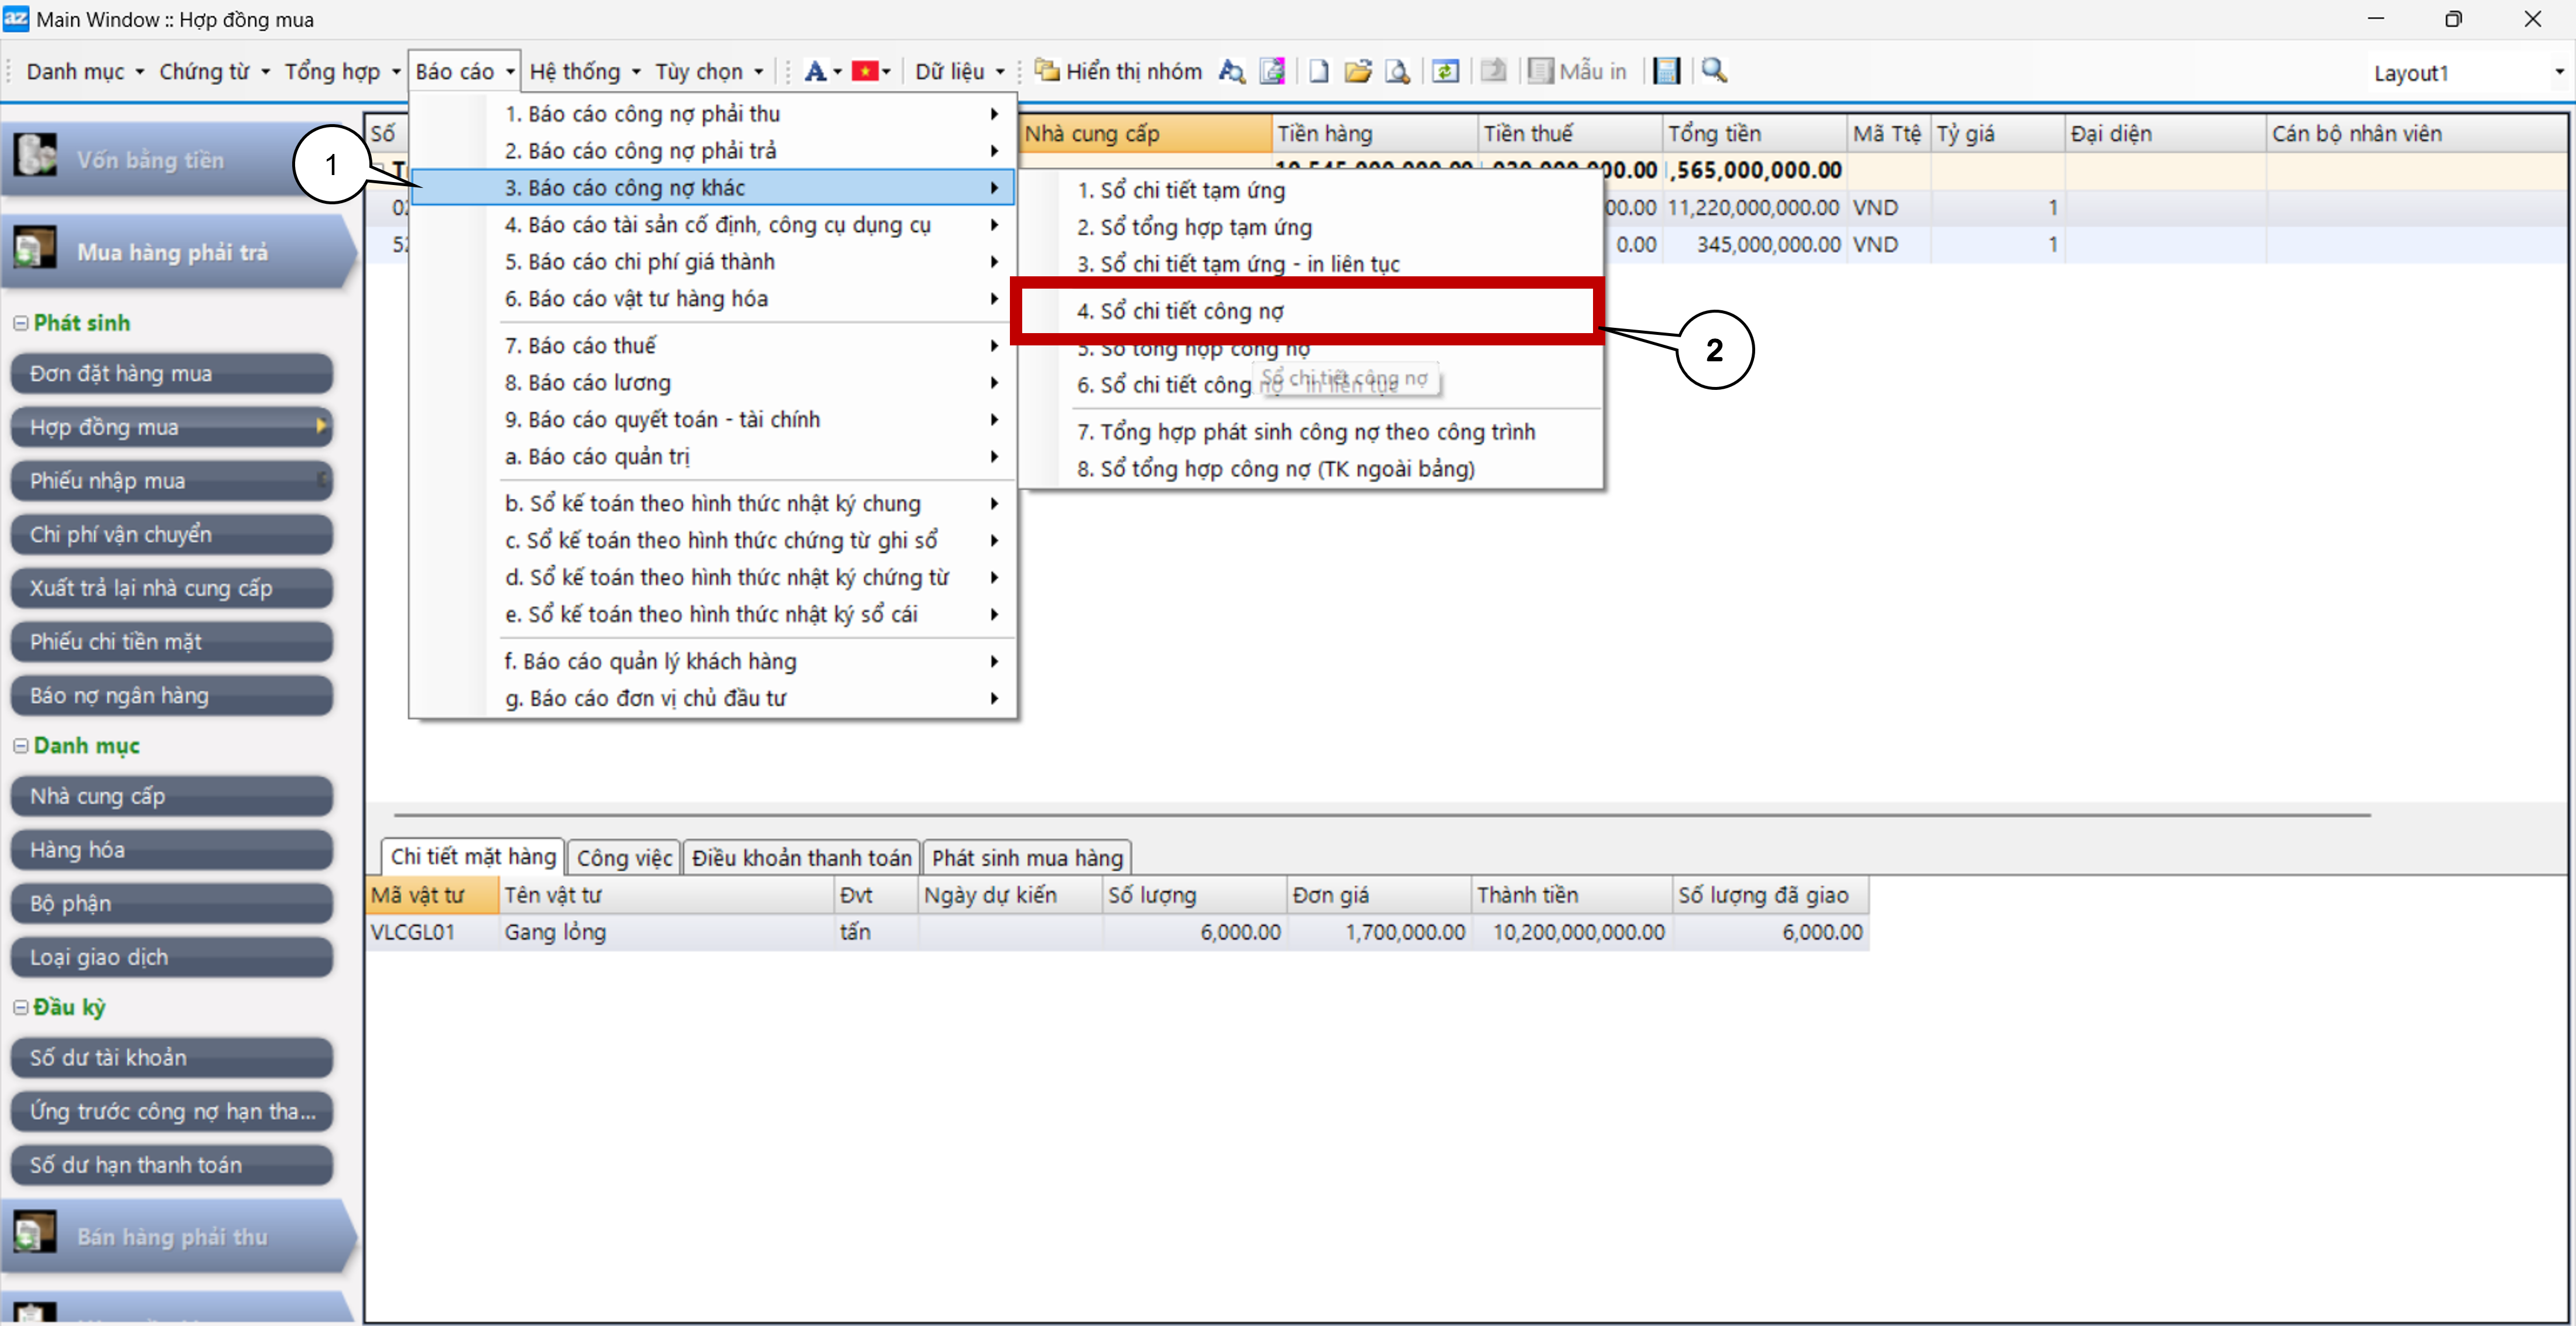 az Main Window :: Hợp đồng mua
Danh mục Chứng từ Tổng hợp Báo cáo Hệ thống Tùy chọn A Dữ liệu Hiển thị nhóm Mẫu in Layout1
Vốn bằng tiền
Mua hàng phải trả
Phát sinh
Đơn đặt hàng mua
Hợp đồng mua
Phiếu nhập mua
Chi phí vận chuyển
Xuất trả lại nhà cung cấp
Phiếu chi tiền mặt
Báo nợ ngân hàng
Danh mục
Nhà cung cấp
Hàng hóa
Bộ phận
Loại giao dịch
Đầu kỳ
Số dư tài khoản
Ứng trước công nợ hạn tha...
Số dư hạn thanh toán
Bán hàng phải thu
1
1. Báo cáo công nợ phải thu
2. Báo cáo công nợ phải trả
3. Báo cáo công nợ khác
4. Báo cáo tài sản cố định, công cụ dụng cụ
5. Báo cáo chi phí giá thành
6. Báo cáo vật tư hàng hóa
7. Báo cáo thuế
8. Báo cáo lương
9. Báo cáo quyết toán - tài chính
a. Báo cáo quản trị
b. Sổ kế toán theo hình thức nhật ký chung
c. Sổ kế toán theo hình thức chứng từ ghi sổ
d. Sổ kế toán theo hình thức nhật ký chứng từ
e. Sổ kế toán theo hình thức nhật ký sổ cái
f. Báo cáo quản lý khách hàng
g. Báo cáo đơn vị chủ đầu tư
1. Sổ chi tiết tạm ứng
2. Sổ tổng hợp tạm ứng
3. Sổ chi tiết tạm ứng - in liên tục
4. Sổ chi tiết công nợ
5. Sổ tổng hợp công nợ
6. Sổ chi tiết công nợ - in liên tục
Sổ chi tiết công nợ
7. Tổng hợp phát sinh công nợ theo công trình
8. Sổ tổng hợp công nợ (TK ngoài bảng)
2
Số Nhà cung cấp Tiền hàng Tiền thuế Tổng tiền Mã Ttệ Tỷ giá Đại diện Cán bộ nhân viên
00.00 ,565,000,000.00
00.00 11,220,000,000.00 VND 1
0.00 345,000,000.00 VND 1
Chi tiết mặt hàng Công việc Điều khoản thanh toán Phát sinh mua hàng
Mã vật tư Tên vật tư Đvt Ngày dự kiến Số lượng Đơn giá Thành tiền Số lượng đã giao
VLCGL01 Gang lỏng tấn 6,000.00 1,700,000.00 10,200,000,000.00 6,000.00